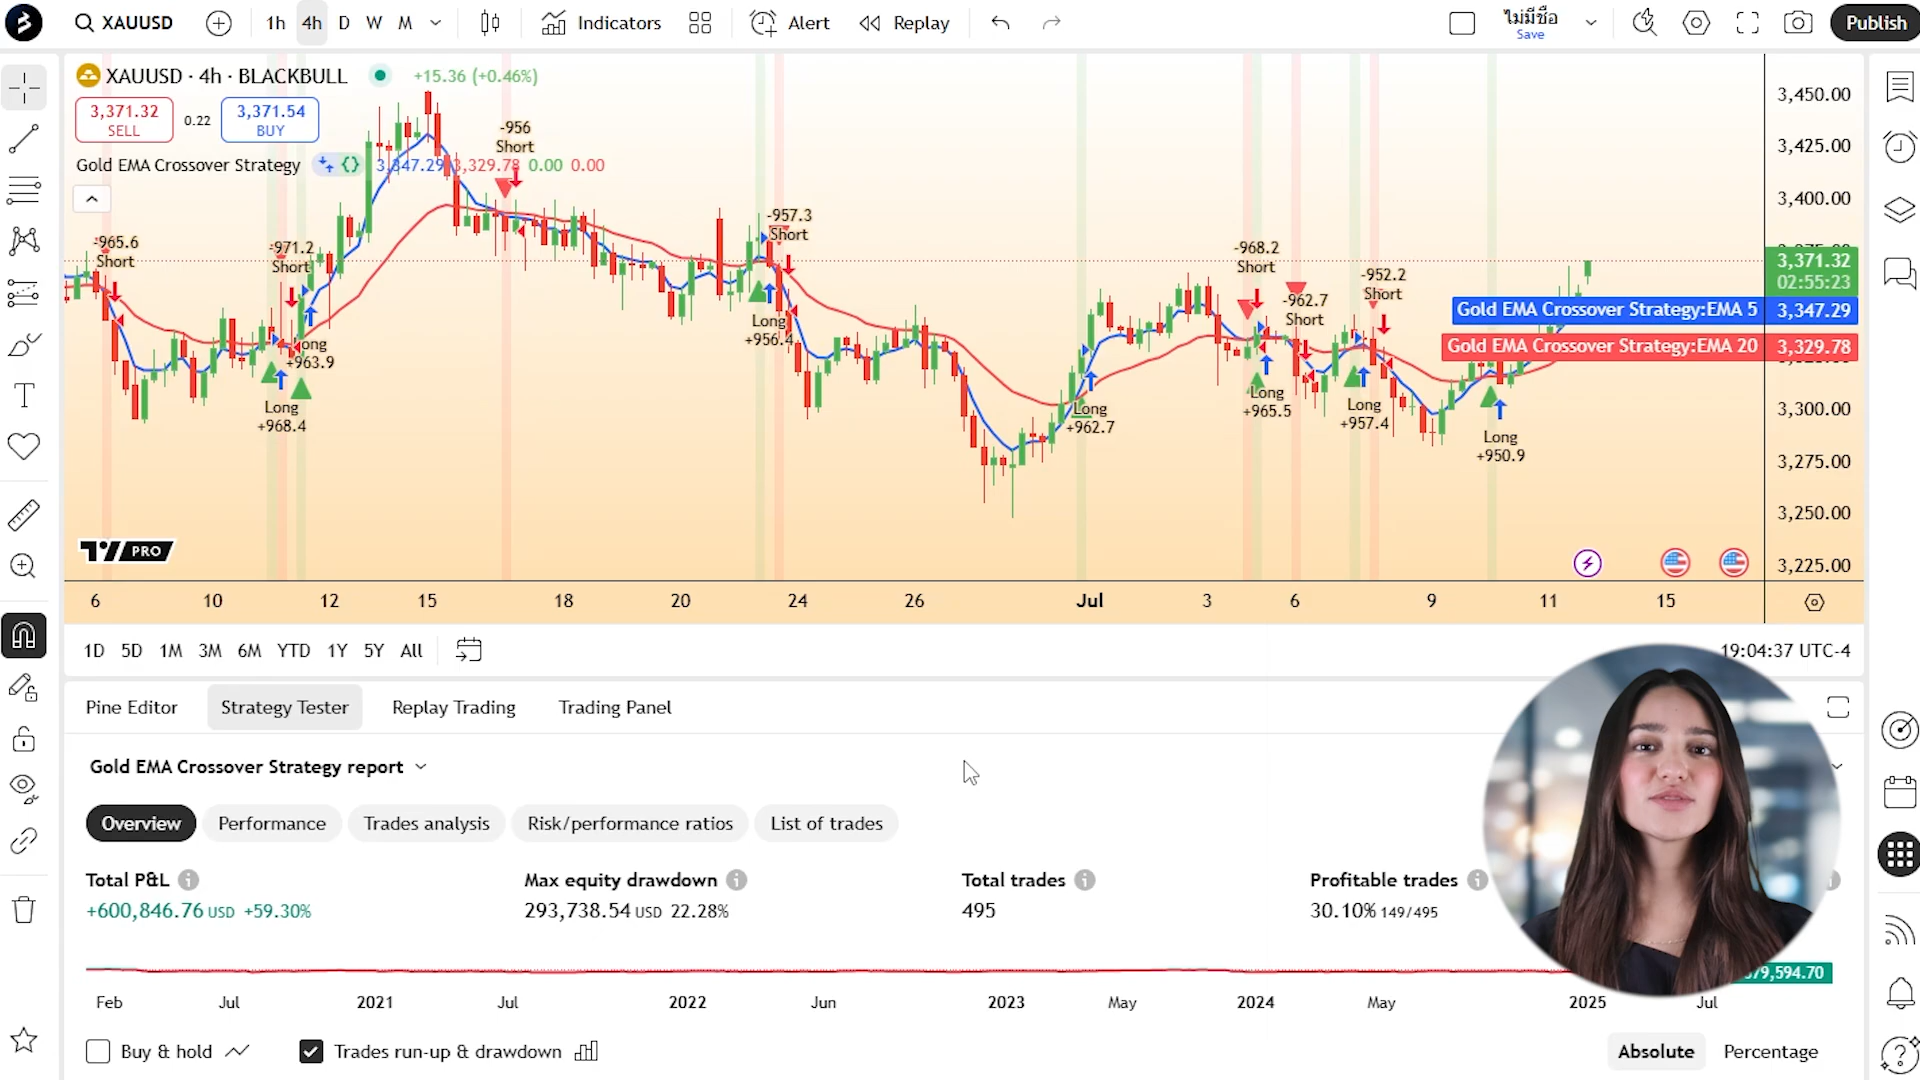 XAUUSD 1h 4h D W M Indicators Alert Replay ไม่มีชื่อ Save Publish
XAUUSD · 4h · BLACKBULL +15.36 (+0.46%)
3,371.32 SELL 0.22 3,371.54 BUY
Gold EMA Crossover Strategy 3,347.29 3,329.78 0.00 0.00
-956
Short
-957.3
Short
-965.6
Short
-971.2
Short
-968.2
Short
-952.2
Short
-962.7
Short
Long
+963.9
Long
+968.4
Long
+956.4
Long
+962.7
Long
+965.5
Long
+957.4
Long
+950.9
3,450.00
3,425.00
3,400.00
3,371.32
02:55:23
Gold EMA Crossover Strategy:EMA 5 3,347.29
Gold EMA Crossover Strategy:EMA 20 3,329.78
3,300.00
3,275.00
3,250.00
3,225.00
PRO
6 10 12 15 18 20 24 26 Jul 3 6 9 11 15
1D 5D 1M 3M 6M YTD 1Y 5Y All 19:04:37 UTC-4
Pine Editor Strategy Tester Replay Trading Trading Panel
Gold EMA Crossover Strategy report
Overview Performance Trades analysis Risk/performance ratios List of trades
Total P&L Max equity drawdown Total trades Profitable trades
+600,846.76 USD +59.30% 293,738.54 USD 22.28% 495 30.10% 149/495
79,594.70
Feb Jul 2021 Jul 2022 Jun 2023 May 2024 May 2025 Jul
Buy & hold Trades run-up & drawdown Absolute Percentage